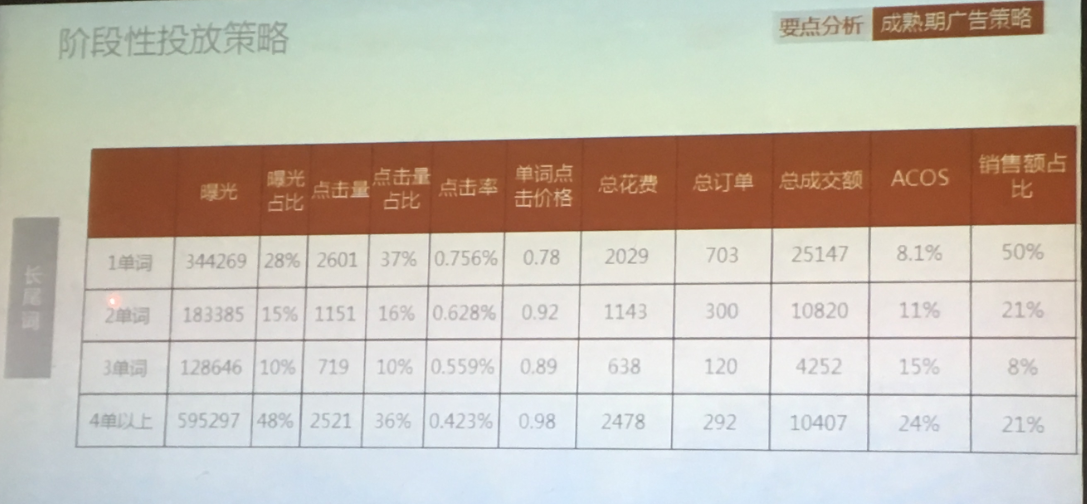 阶段性投放策略
要点分析 成熟期广告策略
曝光 曝光占比 点击量 点击量占比 点击率 单词点击价格 总花费 总订单 总成交额 ACOS 销售额占比
长尾词
1单词 344269 28% 2601 37% 0.756% 0.78 2029 703 25147 8.1% 50%
2单词 183385 15% 1151 16% 0.628% 0.92 1143 300 10820 11% 21%
3单词 128646 10% 719 10% 0.559% 0.89 638 120 4252 15% 8%
4单以上 595297 48% 2521 36% 0.423% 0.98 2478 292 10407 24% 21%